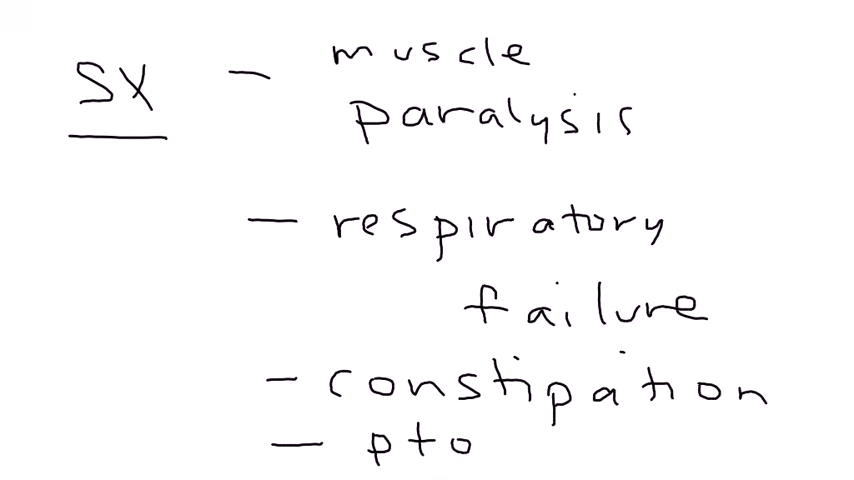 SX - muscle
paralysis
- respiratory
failure
- constipation
- pto